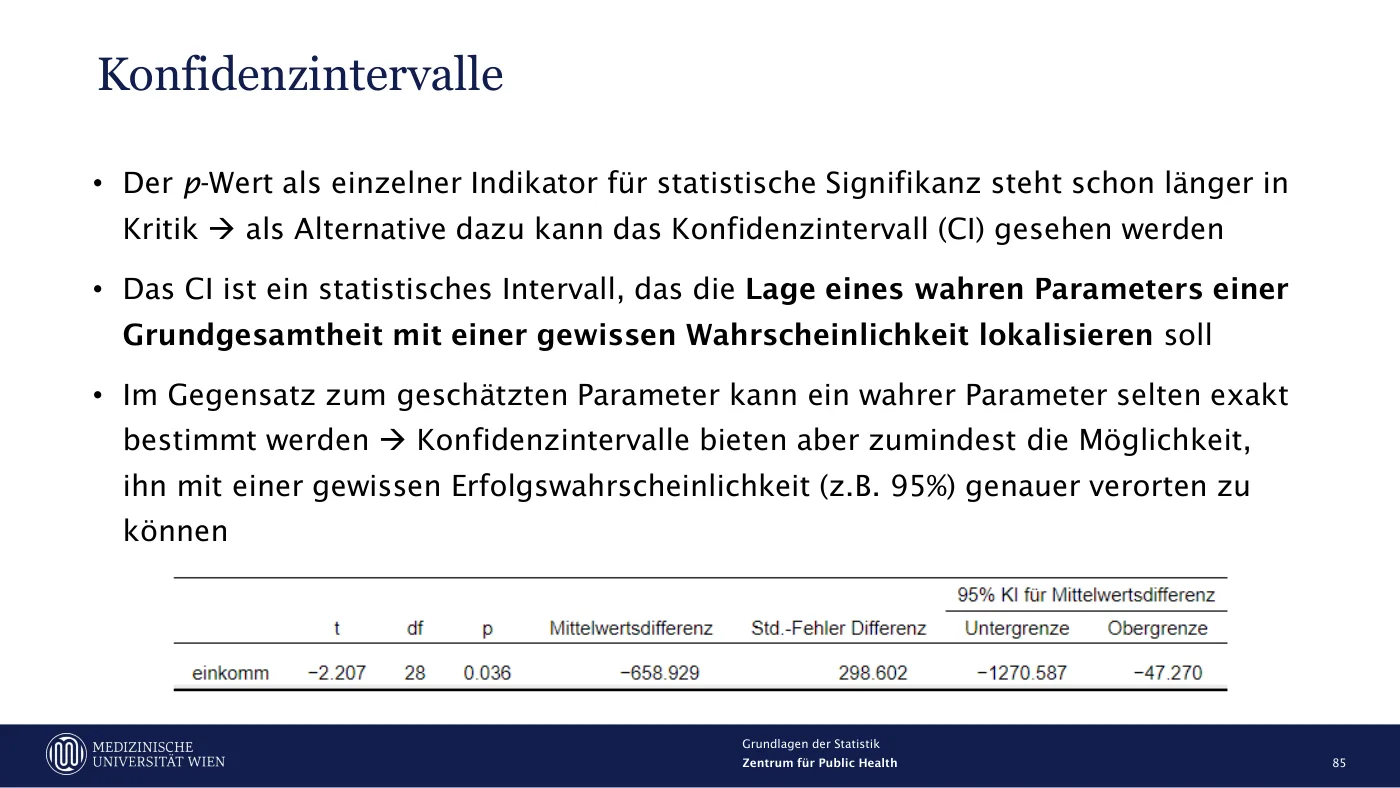 Konfidenzintervalle
• Der p-Wert als einzelner Indikator für statistische Signifikanz steht schon länger in
Kritik → als Alternative dazu kann das Konfidenzintervall (CI) gesehen werden
• Das CI ist ein statistisches Intervall, das die Lage eines wahren Parameters einer
Grundgesamtheit mit einer gewissen Wahrscheinlichkeit lokalisieren soll
• Im Gegensatz zum geschätzten Parameter kann ein wahrer Parameter selten exakt
bestimmt werden → Konfidenzintervalle bieten aber zumindest die Möglichkeit,
ihn mit einer gewissen Erfolgswahrscheinlichkeit (z.B. 95%) genauer verorten zu
können
95% KI für Mittelwertsdifferenz
t df p Mittelwertsdifferenz Std.-Fehler Differenz Untergrenze Obergrenze
einkomm −2.207 28 0.036 −658.929 298.602 −1270.587 −47.270
MEDIZINISCHE
UNIVERSITÄT WIEN
Grundlagen der Statistik
Zentrum für Public Health
85